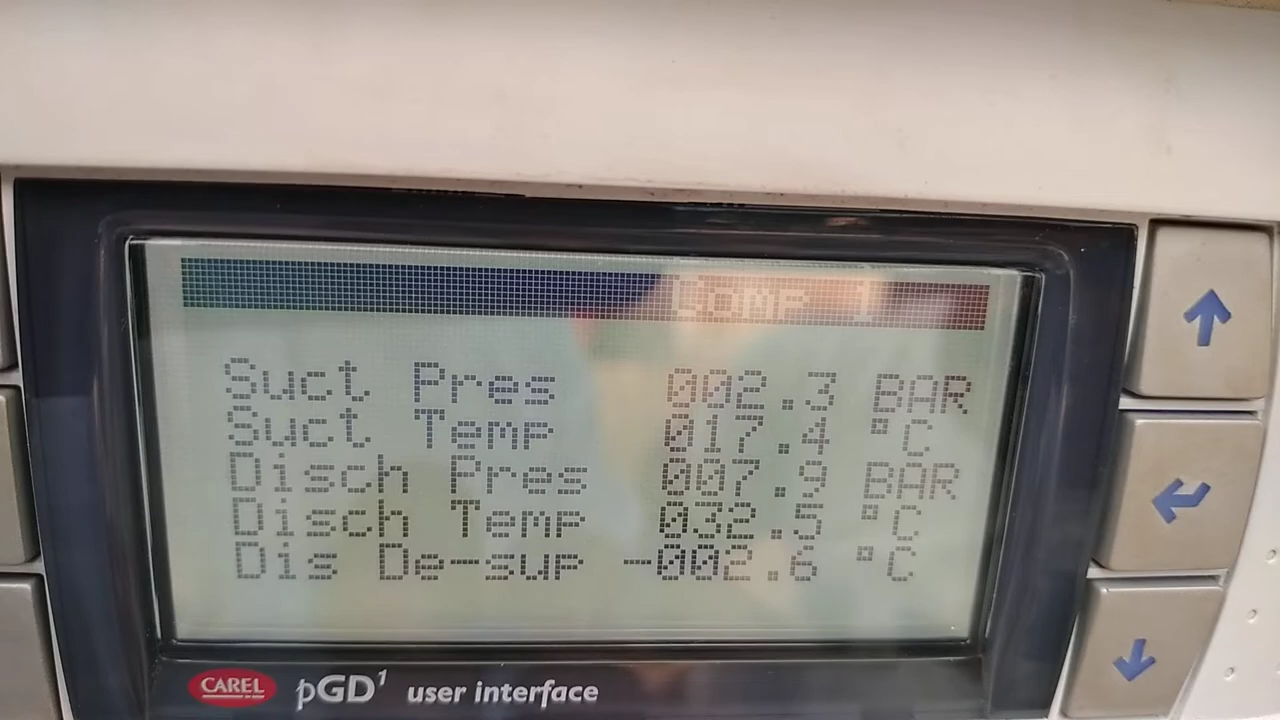 Comp 1
Suct Pres 002.3 BAR
Suct Temp 017.4 °C
Disch Pres 007.9 BAR
Disch Temp 032.5 °C
Dis De-sup -002.6 °C
CAREL pGD¹ user interface